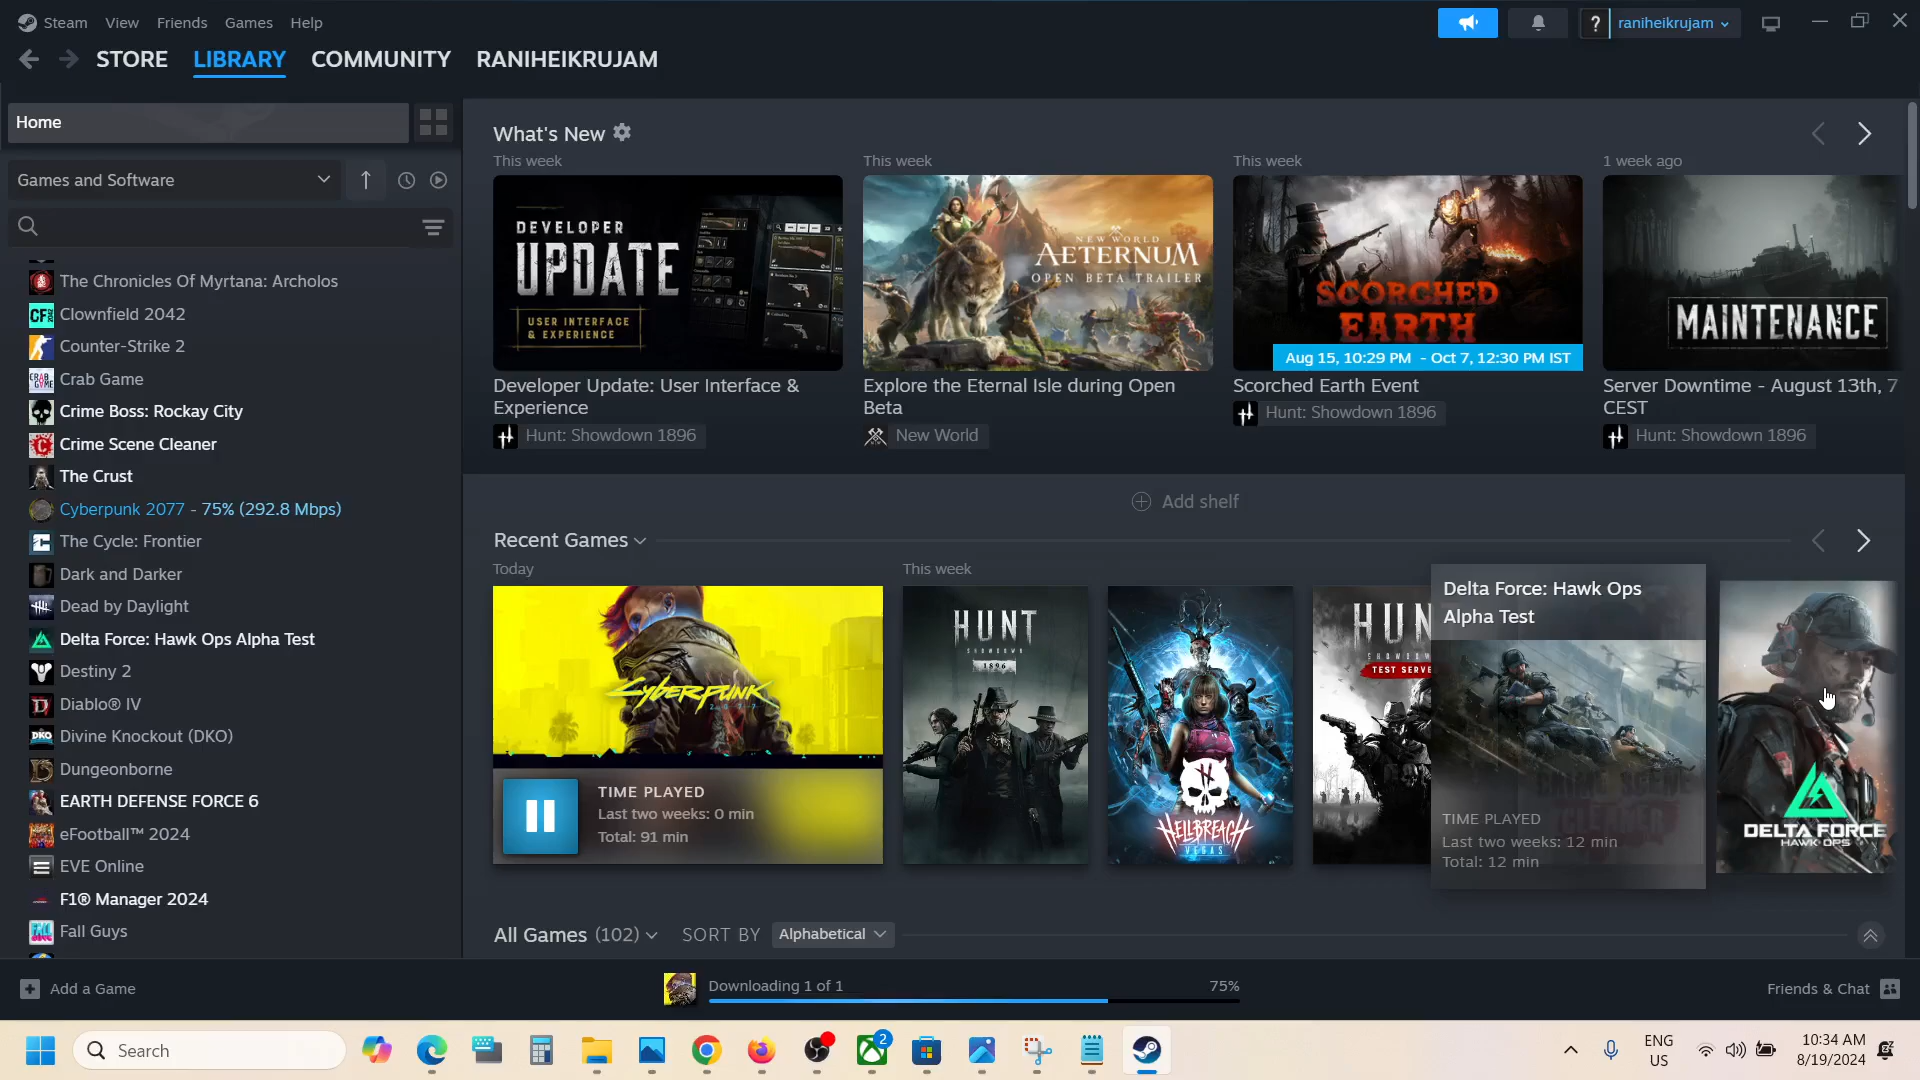 Steam View Friends Games Help
? raniheikrujam
STORE LIBRARY COMMUNITY RANIHEIKRUJAM
Home
Games and Software
The Chronicles Of Myrtana: Archolos
Clownfield 2042
Counter-Strike 2
Crab Game
Crime Boss: Rockay City
Crime Scene Cleaner
The Crust
Cyberpunk 2077 - 75% (292.8 Mbps)
The Cycle: Frontier
Dark and Darker
Dead by Daylight
Delta Force: Hawk Ops Alpha Test
Destiny 2
Diablo® IV
Divine Knockout (DKO)
Dungeonborne
EARTH DEFENSE FORCE 6
eFootball™ 2024
EVE Online
F1® Manager 2024
Fall Guys
What's New
This week
DEVELOPER
UPDATE
USER INTERFACE
& EXPERIENCE
Developer Update: User Interface &
Experience
Hunt: Showdown 1896
This week
NEW WORLD
AETERNUM
OPEN BETA TRAILER
Explore the Eternal Isle during Open
Beta
New World
This week
SCORCHED
EARTH
Aug 15, 10:29 PM - Oct 7, 12:30 PM IST
Scorched Earth Event
Hunt: Showdown 1896
1 week ago
MAINTENANCE
Server Downtime - August 13th, 7
CEST
Hunt: Showdown 1896
Add shelf
Recent Games
Today
Cyberpunk
2077
TIME PLAYED
Last two weeks: 0 min
Total: 91 min
This week
HUNT
SHOWDOWN
1896
HELLBREACH
VEGAS
HUN
TEST SERVE
Delta Force: Hawk Ops
Alpha Test
TIME PLAYED
Last two weeks: 12 min
Total: 12 min
DELTA FORCE
HAWK OPS
All Games (102) SORT BY Alphabetical
Add a Game
Downloading 1 of 1 75%
Friends & Chat
Search
2
ENG
US
10:34 AM
8/19/2024